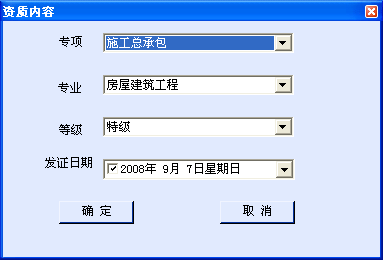 资质内容
专项 施工总承包
专业 房屋建筑工程
等级 特级
发证日期 2008年 9月 7日星期日
确 定 取 消